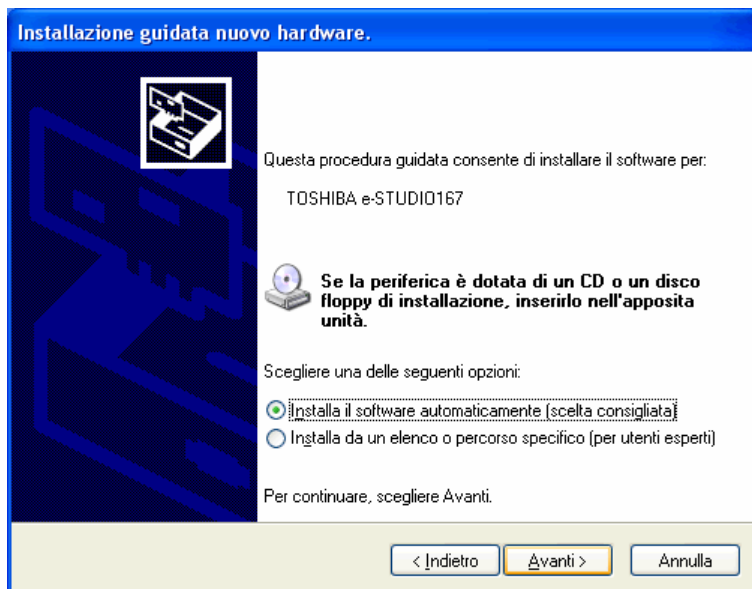 Installazione guidata nuovo hardware.
Questa procedura guidata consente di installare il software per:
TOSHIBA e-STUDIO167
Se la periferica è dotata di un CD o un disco
floppy di installazione, inserirlo nell'apposita
unità.
Scegliere una delle seguenti opzioni:
Installa il software automaticamente (scelta consigliata)
Installa da un elenco o percorso specifico (per utenti esperti)
Per continuare, scegliere Avanti.
< Indietro
Avanti >
Annulla